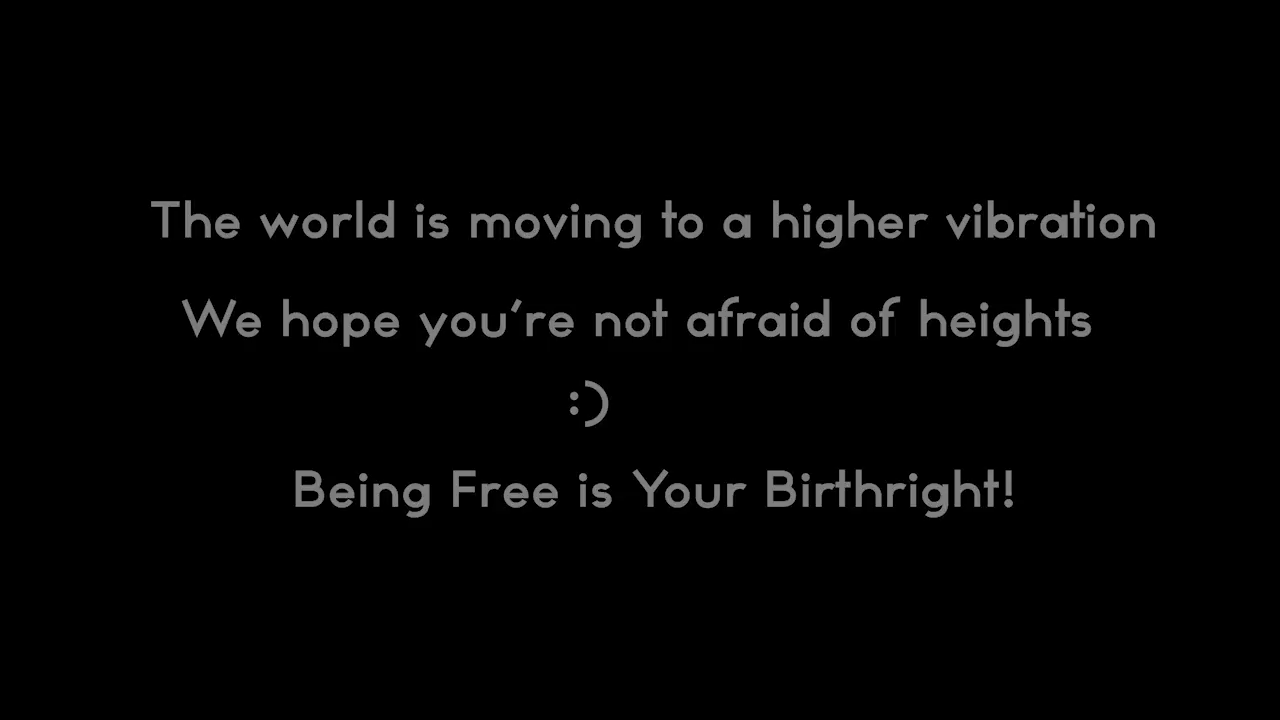 The world is moving to a higher vibration
We hope you're not afraid of heights
:)
Being Free is Your Birthright!